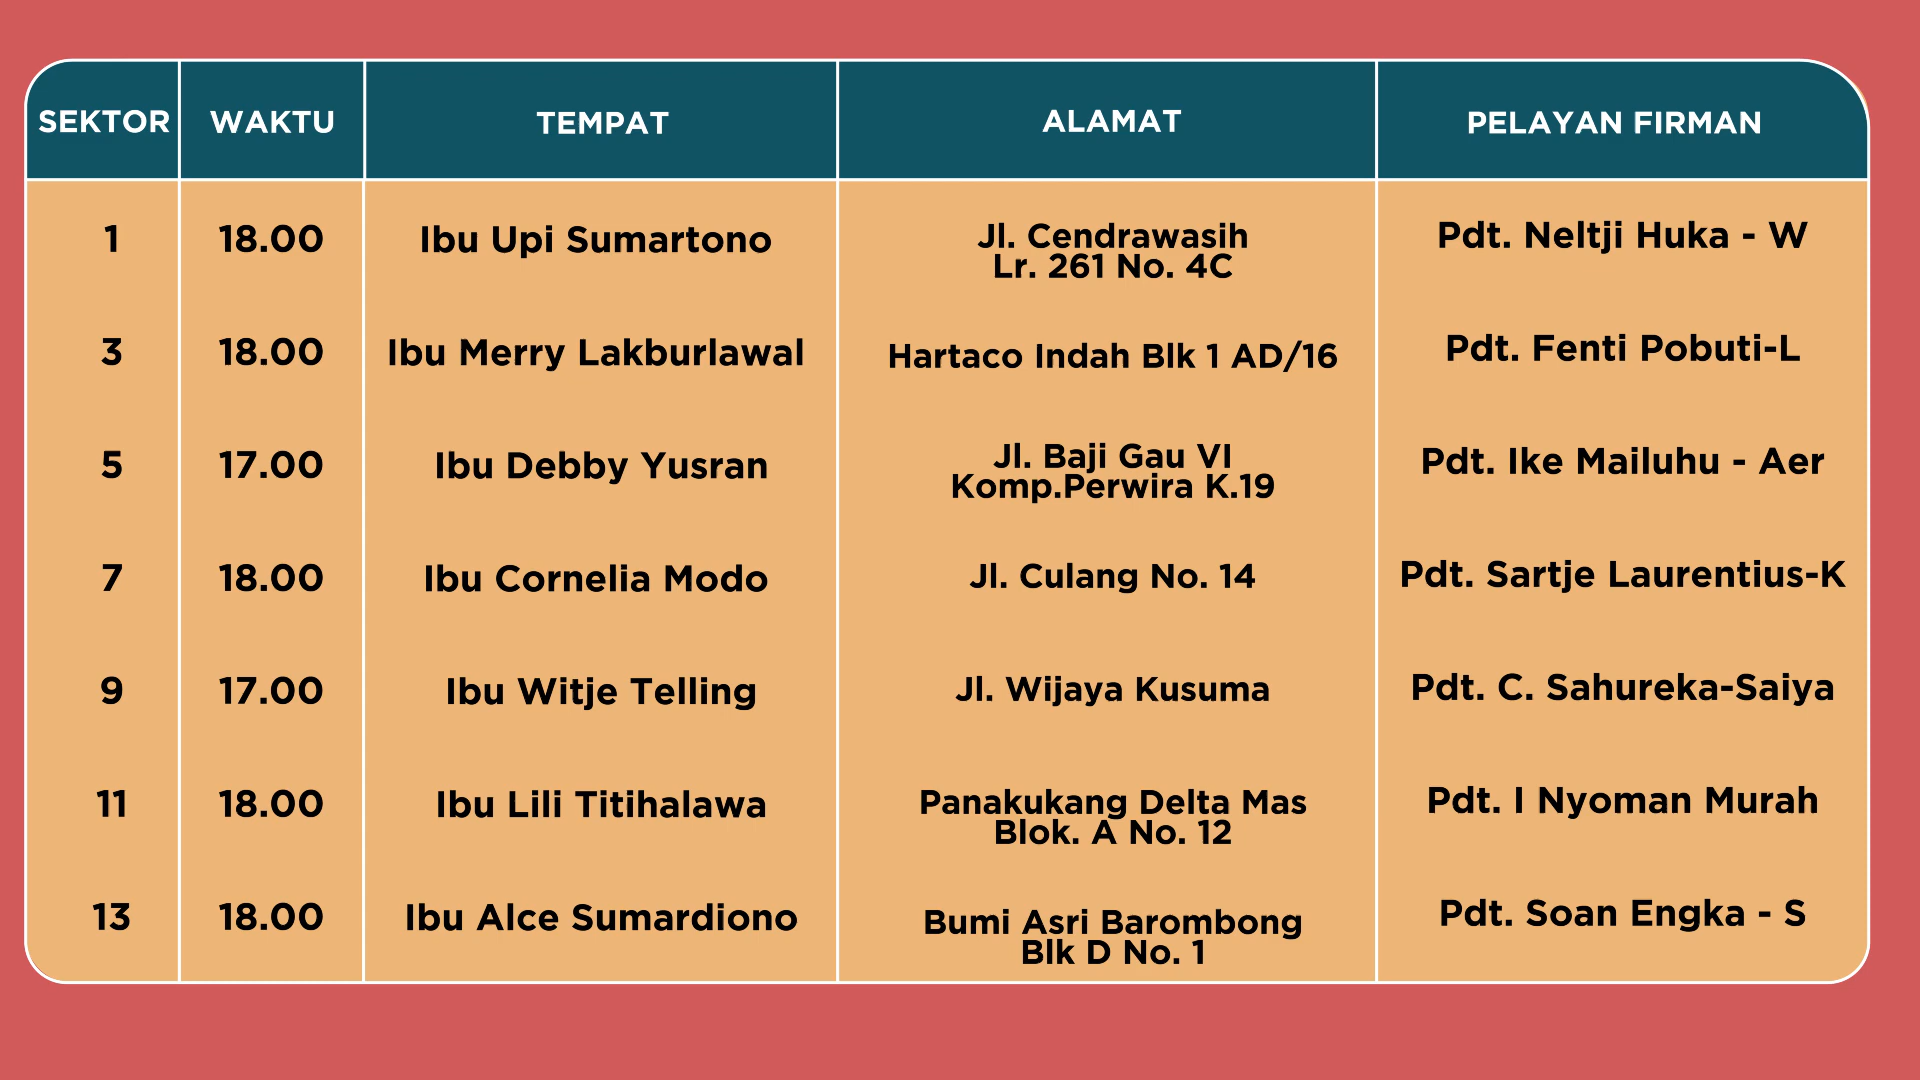 SEKTOR WAKTU TEMPAT ALAMAT PELAYAN FIRMAN
1 18.00 Ibu Upi Sumartono Jl. Cendrawasih Pdt. Neltji Huka - W
Lr. 261 No. 4C
3 18.00 Ibu Merry Lakburlawal Hartaco Indah Blk 1 AD/16 Pdt. Fenti Pobuti-L
5 17.00 Ibu Debby Yusran Jl. Baji Gau VI Pdt. Ike Mailuhu - Aer
Komp.Perwira K.19
7 18.00 Ibu Cornelia Modo Jl. Culang No. 14 Pdt. Sartje Laurentius-K
9 17.00 Ibu Witje Telling Jl. Wijaya Kusuma Pdt. C. Sahureka-Saiya
11 18.00 Ibu Lili Titihalawa Panakukang Delta Mas Pdt. I Nyoman Murah
Blok. A No. 12
13 18.00 Ibu Alce Sumardiono Bumi Asri Barombong Pdt. Soan Engka - S
Blk D No. 1